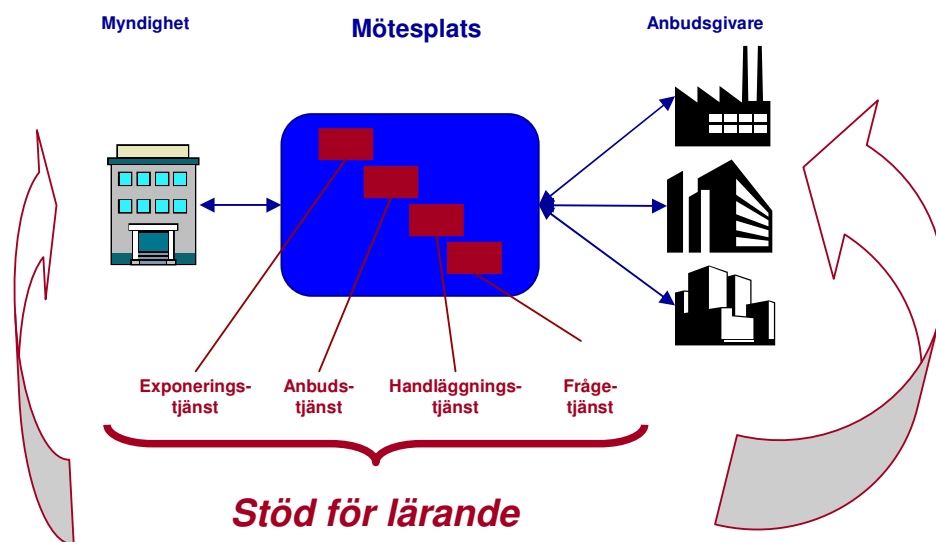 Myndighet
Mötesplats
Anbudsgivare
Exponerings-
tjänst
Anbuds-
tjänst
Handläggnings-
tjänst
Fråge-
tjänst
Stöd för lärande